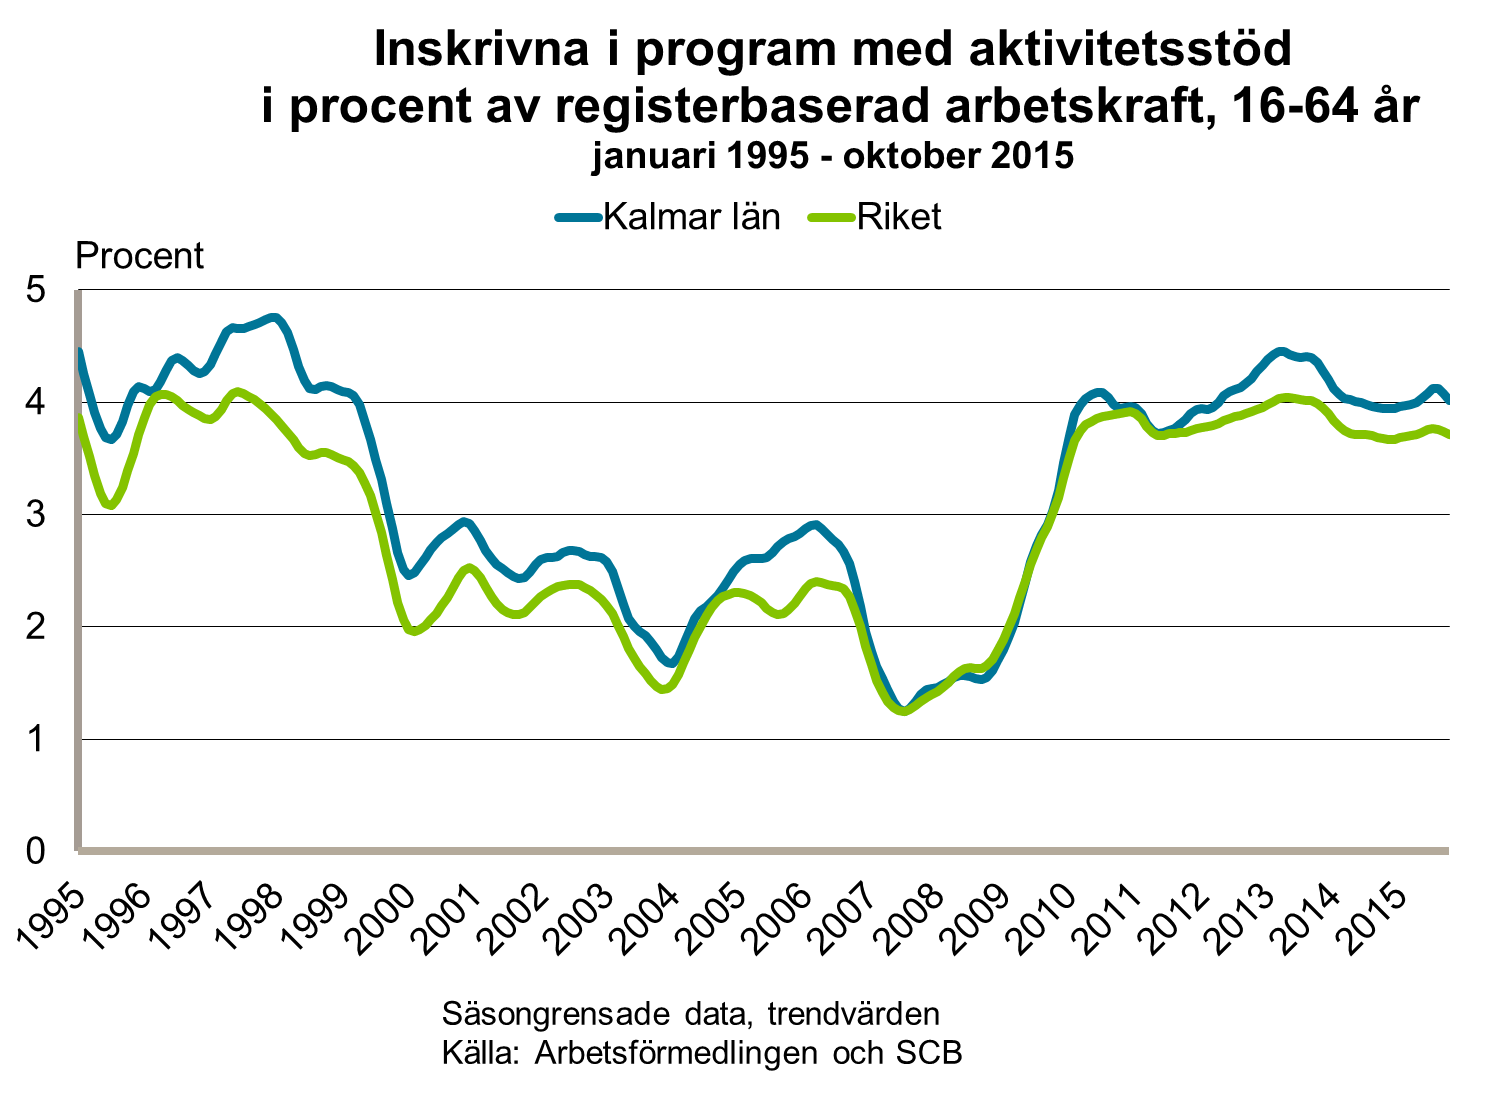 Inskrivna i program med aktivitetsstöd
i procent av registerbaserad arbetskraft, 16-64 år
januari 1995 - oktober 2015
Kalmar län Riket
Procent
5
4
3
2
1
0
1995 1996 1997 1998 1999 2000 2001 2002 2003 2004 2005 2006 2007 2008 2009 2010 2011 2012 2013 2014 2015
Säsongrensade data, trendvärden
Källa: Arbetsförmedlingen och SCB